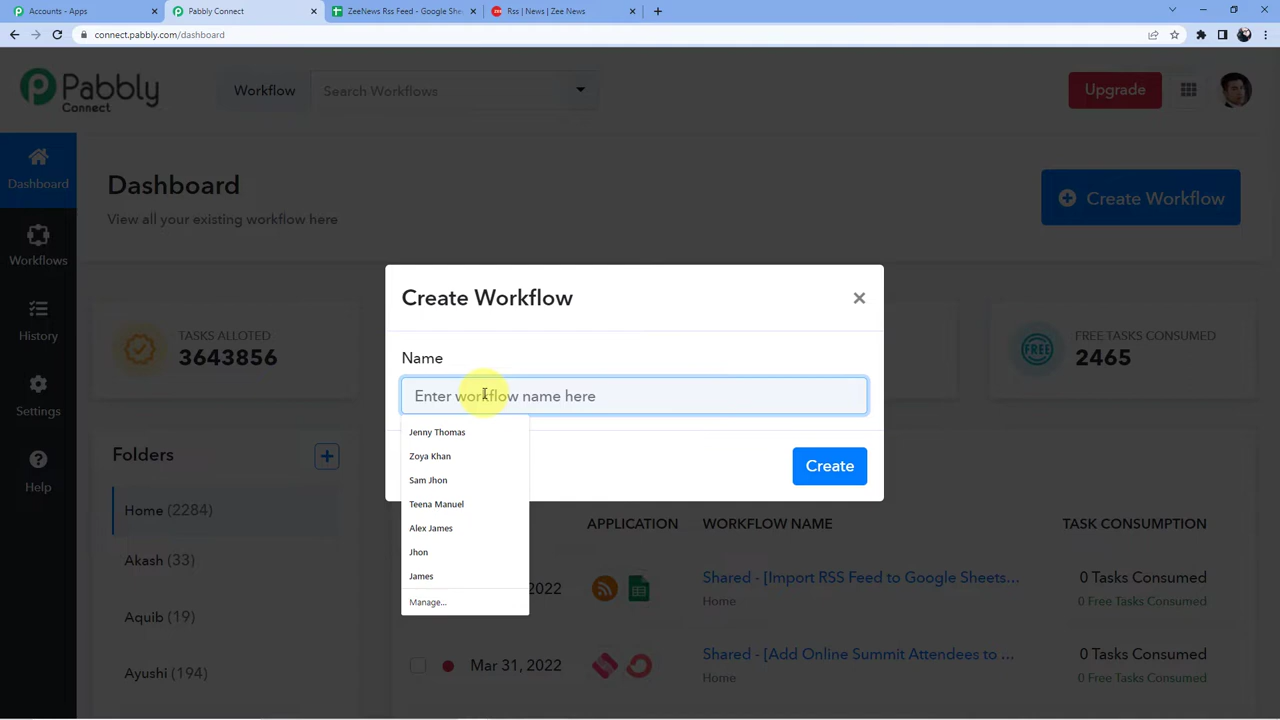 Accounts - Apps
Pabbly Connect
ZeeNews Rss Feed - Google She
Rss | News | Zee News
connect.pabbly.com/dashboard
Pabbly
Connect
Workflow
Search Workflows
Upgrade
Dashboard
Workflows
History
Settings
Help
Dashboard
View all your existing workflow here
Create Workflow
TASKS ALLOTED
3643856
FREE
FREE TASKS CONSUMED
2465
Create Workflow
×
Name
Enter workflow name here
Jenny Thomas
Zoya Khan
Sam Jhon
Teena Manuel
Alex James
Jhon
James
Manage...
Create
Folders
Home (2284)
Akash (33)
Aquib (19)
Ayushi (194)
APPLICATION
WORKFLOW NAME
TASK CONSUMPTION
2022
Shared - [Import RSS Feed to Google Sheets...
Home
0 Tasks Consumed
0 Free Tasks Consumed
Mar 31, 2022
Shared - [Add Online Summit Attendees to ...
Home
0 Tasks Consumed
0 Free Tasks Consumed